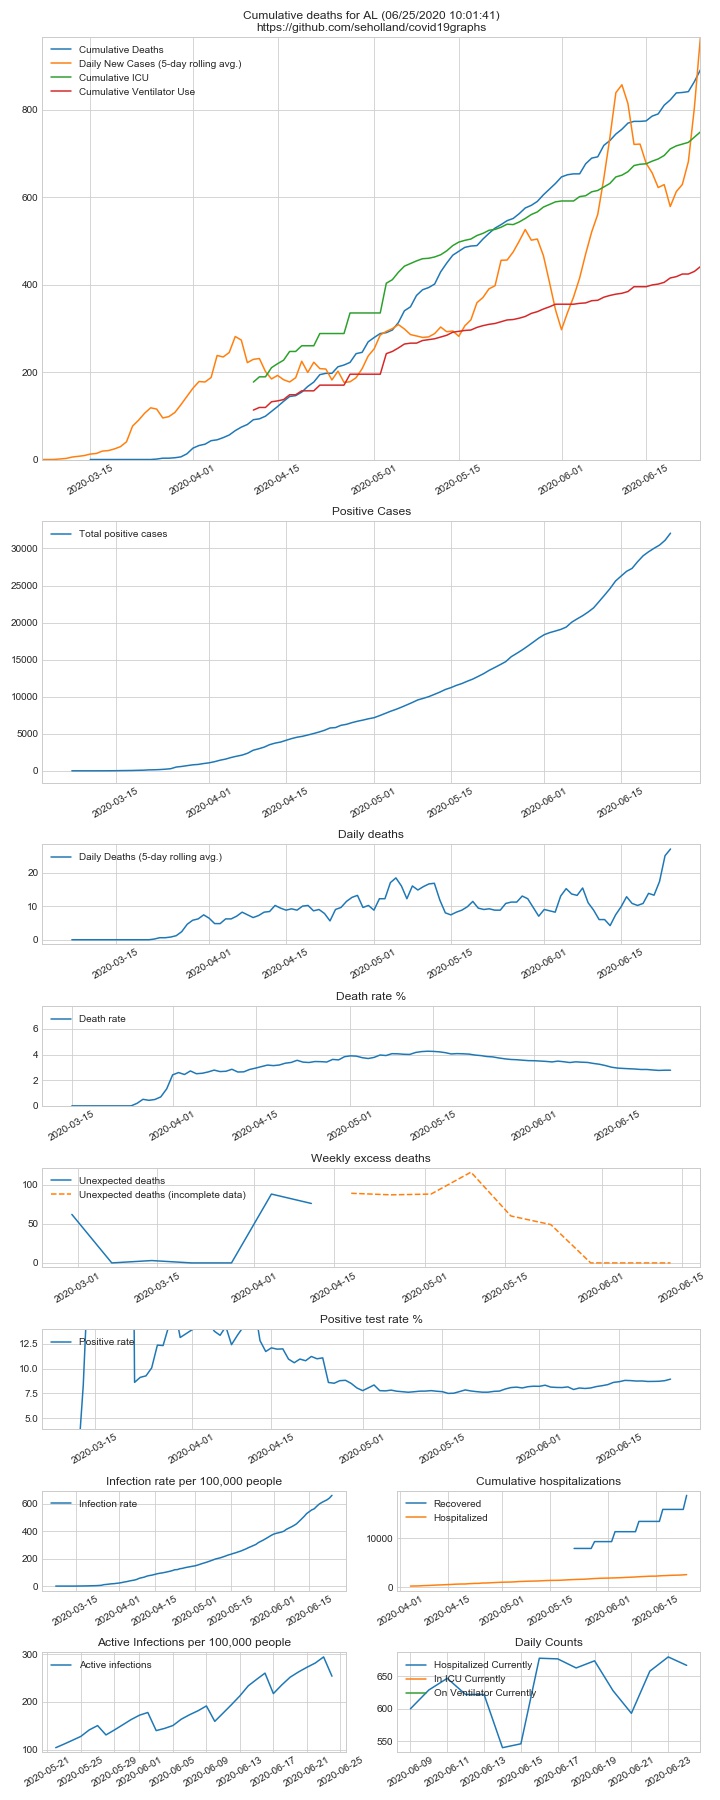 Cumulative deaths for AL (06/25/2020 10:01:41)
https://github.com/seholland/covid19graphs
Cumulative Deaths
Daily New Cases (5-day rolling avg.)
Cumulative ICU
Cumulative Ventilator Use
800
600
400
200
0
2020-03-15 2020-04-01 2020-04-15 2020-05-01 2020-05-15 2020-06-01 2020-06-15
Positive Cases
Total positive cases
30000
25000
20000
15000
10000
5000
0
2020-03-15 2020-04-01 2020-04-15 2020-05-01 2020-05-15 2020-06-01 2020-06-15
Daily deaths
Daily Deaths (5-day rolling avg.)
20
10
0
2020-03-15 2020-04-01 2020-04-15 2020-05-01 2020-05-15 2020-06-01 2020-06-15
Death rate %
Death rate
6
4
2
0
2020-03-15 2020-04-01 2020-04-15 2020-05-01 2020-05-15 2020-06-01 2020-06-15
Weekly excess deaths
Unexpected deaths
Unexpected deaths (incomplete data)
100
50
0
2020-03-01 2020-03-15 2020-04-01 2020-04-15 2020-05-01 2020-05-15 2020-06-01 2020-06-15
Positive test rate %
Positive rate
12.5
10.0
7.5
5.0
2020-03-15 2020-04-01 2020-04-15 2020-05-01 2020-05-15 2020-06-01 2020-06-15
Infection rate per 100,000 people
Infection rate
600
400
200
0
2020-03-15 2020-04-01 2020-04-15 2020-05-01 2020-05-15 2020-06-01 2020-06-15
Cumulative hospitalizations
Recovered
Hospitalized
10000
0
2020-04-01 2020-04-15 2020-05-01 2020-05-15 2020-06-01 2020-06-15
Active Infections per 100,000 people
Active infections
300
200
100
2020-05-21 2020-05-25 2020-05-29 2020-06-01 2020-06-05 2020-06-09 2020-06-13 2020-06-17 2020-06-21 2020-06-25
Daily Counts
Hospitalized Currently
In ICU Currently
On Ventilator Currently
650
600
550
2020-06-09 2020-06-11 2020-06-13 2020-06-15 2020-06-17 2020-06-19 2020-06-21 2020-06-23